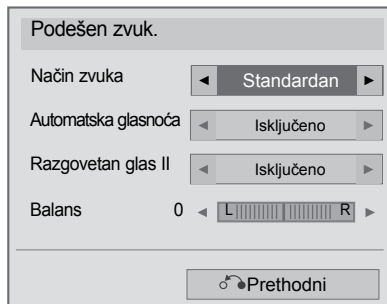 Podešen zvuk.
Način zvuka ◄ Standardan ►
Automatska glasnoća ◄ Isključeno ►
Razgovetan glas II ◄ Isključeno ►
Balans 0 ◄ L R ►
Prethodni